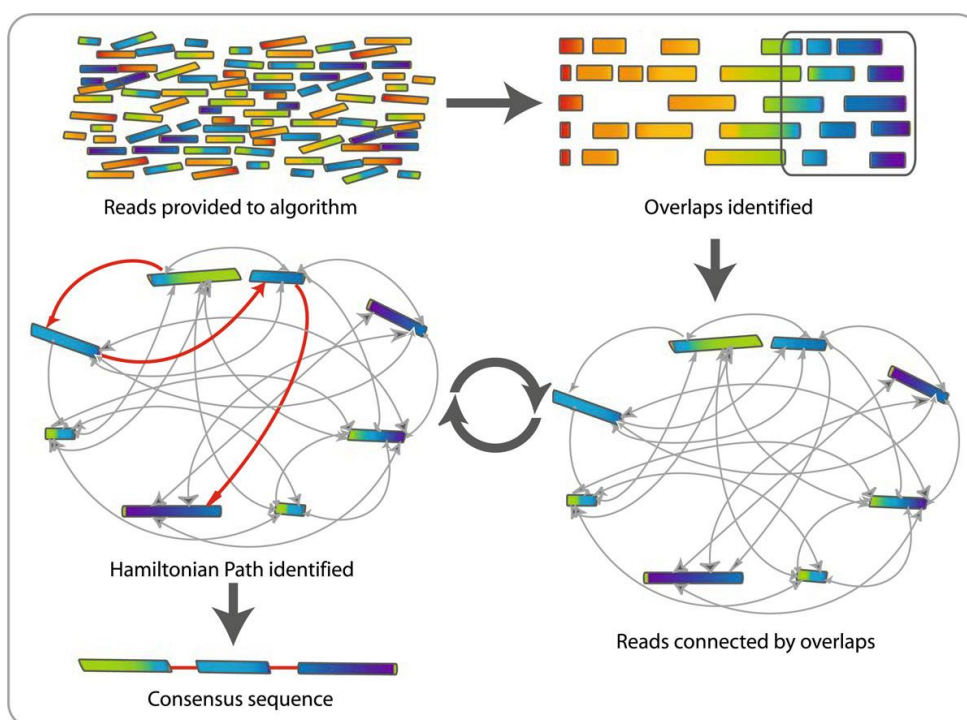 Reads provided to algorithm
Overlaps identified
Hamiltonian Path identified
Reads connected by overlaps
Consensus sequence